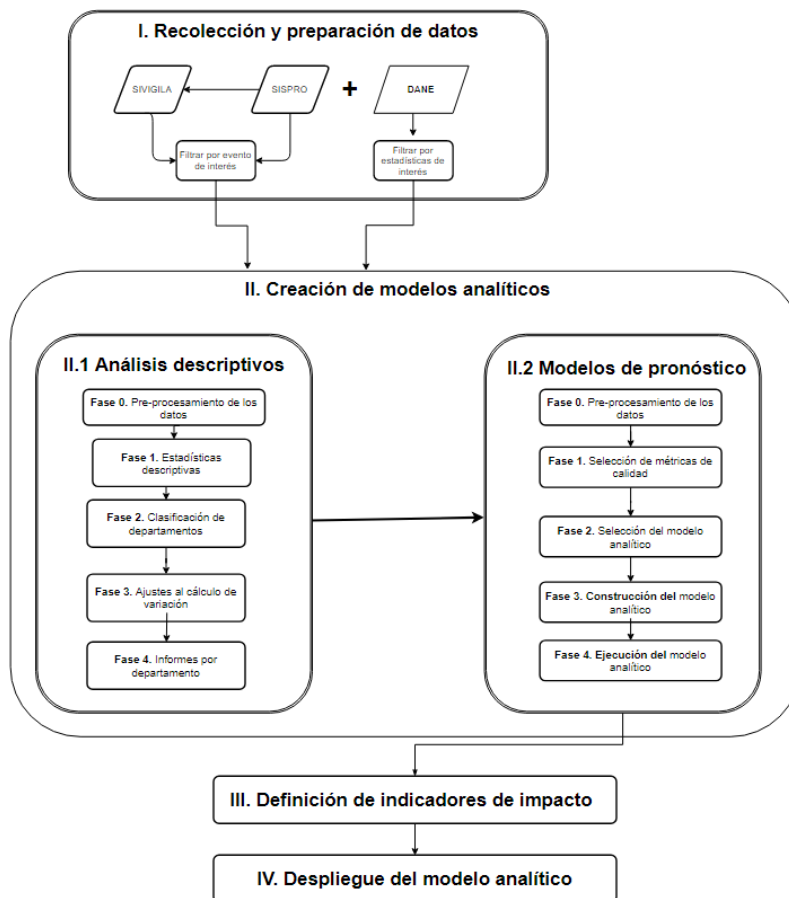 I. Recolección y preparación de datos
SIVIGILA
SISPRO
+
DANE
Filtrar por evento
de interés
Filtrar por
estadísticas de
interés
II. Creación de modelos analíticos
II.1 Análisis descriptivos
Fase 0. Pre-procesamiento de los
datos
Fase 1. Estadísticas
descriptivas
Fase 2. Clasificación de
departamentos
Fase 3. Ajustes al cálculo de
variación
Fase 4. Informes por
departamento
II.2 Modelos de pronóstico
Fase 0. Pre-procesamiento de los
datos
Fase 1. Selección de métricas de
calidad
Fase 2. Selección del modelo
analítico
Fase 3. Construcción del modelo
analítico
Fase 4. Ejecución del modelo
analítico
III. Definición de indicadores de impacto
IV. Despliegue del modelo analítico